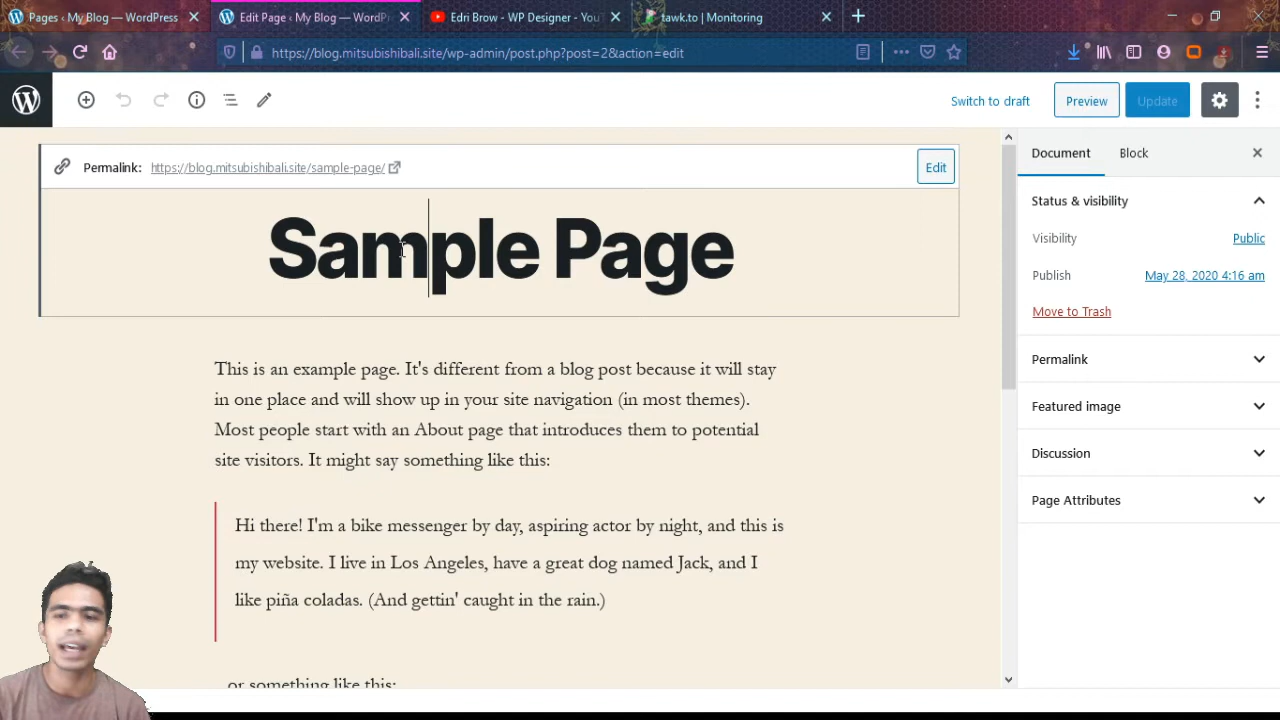 Pages ‹ My Blog — WordPress
Edit Page ‹ My Blog — WordPr
Edri Brow - WP Designer - You
tawk.to | Monitoring
https://blog.mitsubishibali.site/wp-admin/post.php?post=2&action=edit
Switch to draft
Preview
Update
Permalink: https://blog.mitsubishibali.site/sample-page/
Edit
Sample Page
This is an example page. It's different from a blog post because it will stay
in one place and will show up in your site navigation (in most themes).
Most people start with an About page that introduces them to potential
site visitors. It might say something like this:
Hi there! I'm a bike messenger by day, aspiring actor by night, and this is
my website. I live in Los Angeles, have a great dog named Jack, and I
like piña coladas. (And gettin' caught in the rain.)
or something like this:
Document
Block
Status & visibility
Visibility
Public
Publish
May 28, 2020 4:16 am
Move to Trash
Permalink
Featured image
Discussion
Page Attributes